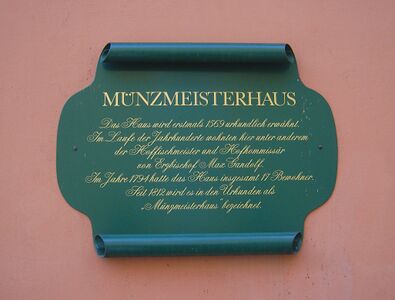 MÜNZMEISTERHAUS
Das Haus wird erstmals 1569 urkundlich erwähnt.
Im Laufe der Jahrhunderte wohnten hier unter anderem
der Hoffischmeister und Hofkommissär
von Erzbischof Max Gandolf.
Im Jahre 1794 hatte das Haus insgesamt 17 Bewohner.
Seit 1812 wird es in den Urkunden als
„Münzmeisterhaus" bezeichnet.